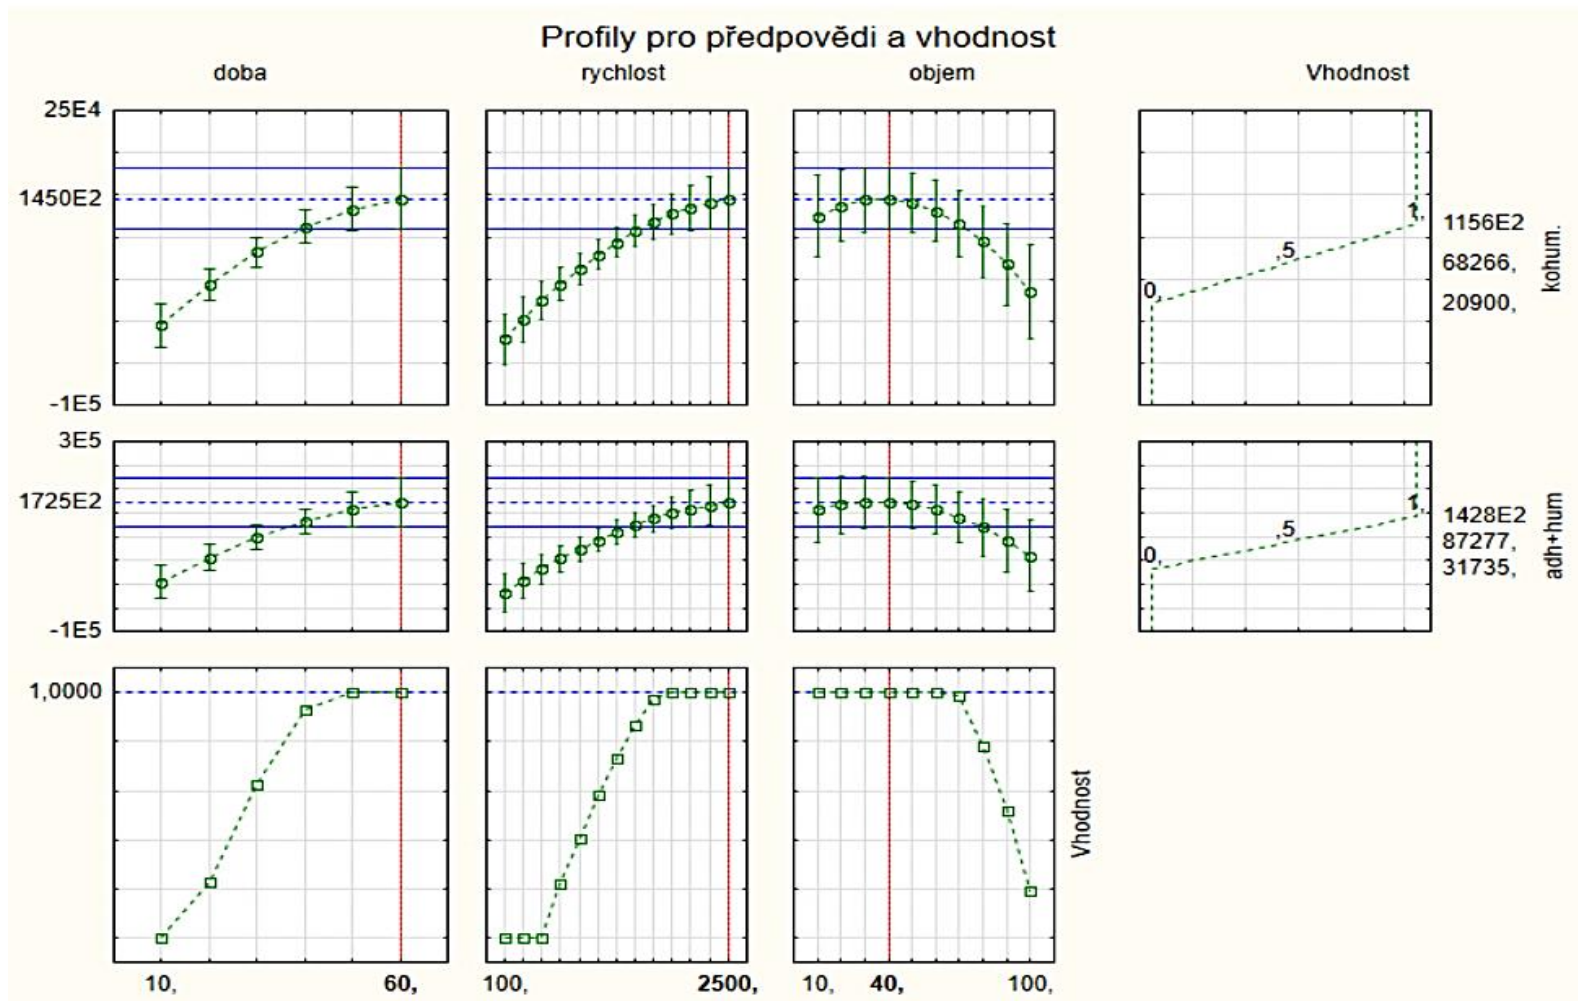 Profily pro předpovědi a vhodnost
doba rychlost objem Vhodnost
25E4
1450E2
-1E5
0, ,5 1,
1156E2
68266,
20900,
kohum.
3E5
1725E2
-1E5
0, ,5 1,
1428E2
87277,
31735,
adh+hum
1,0000
Vhodnost
10, 60, 100, 2500, 10, 40, 100,